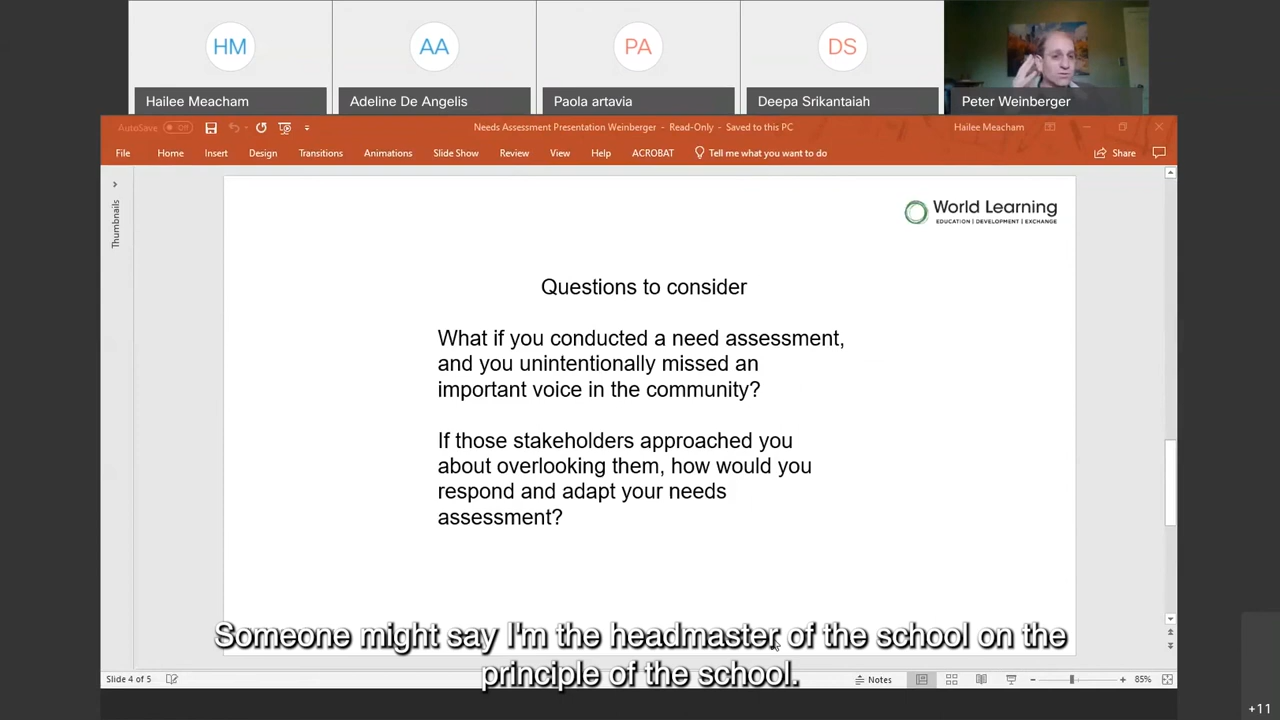 HM
AA
PA
DS
Hailee Meacham
Adeline De Angelis
Paola artavia
Deepa Srikantaiah
Peter Weinberger
AutoSave Off
Needs Assessment Presentation Weinberger - Read-Only - Saved to this PC
Hailee Meacham
File Home Insert Design Transitions Animations Slide Show Review View Help ACROBAT Tell me what you want to do Share
Thumbnails
World Learning
EDUCATION | DEVELOPMENT | EXCHANGE
Questions to consider
What if you conducted a need assessment,
and you unintentionally missed an
important voice in the community?
If those stakeholders approached you
about overlooking them, how would you
respond and adapt your needs
assessment?
Someone might say I'm the headmaster of the school on the
principle of the school.
Slide 4 of 5
Notes
85%
+11